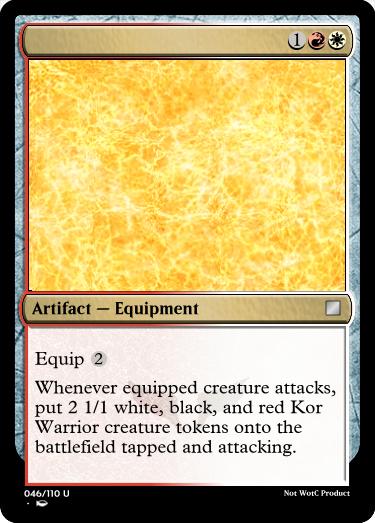 1
Artifact — Equipment
Equip 2
Whenever equipped creature attacks,
put 2 1/1 white, black, and red Kor
Warrior creature tokens onto the
battlefield tapped and attacking.
046/110 U
Not WotC Product